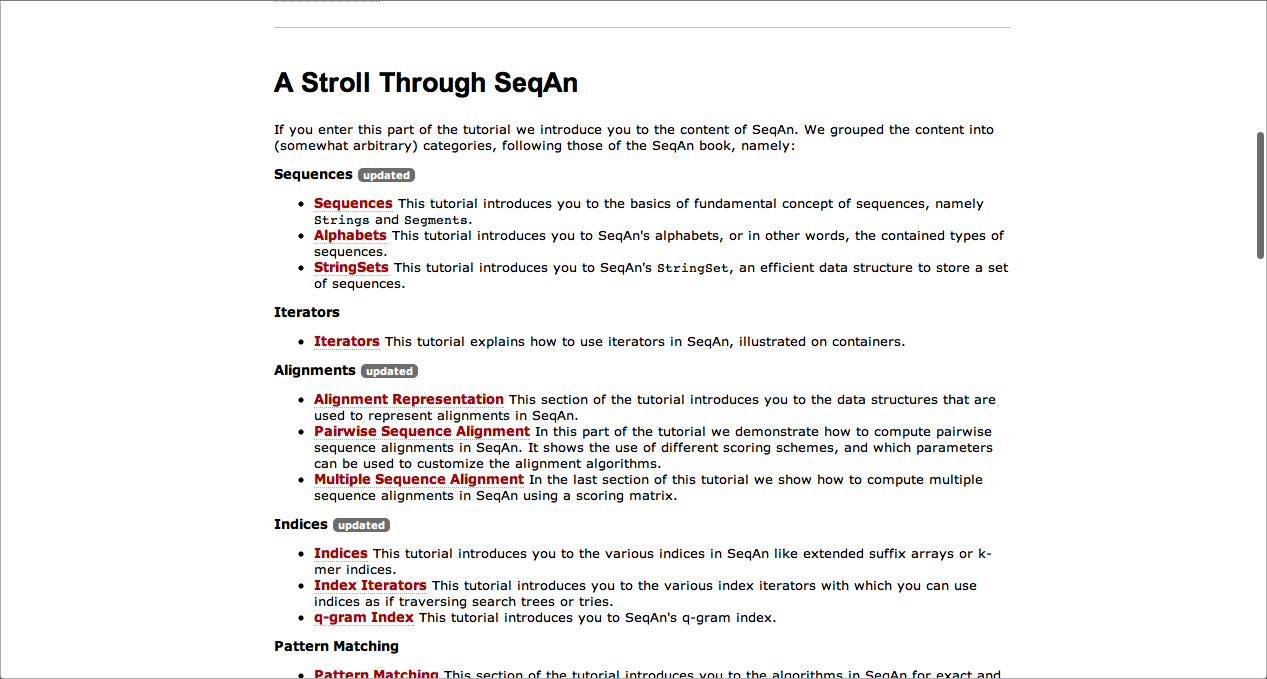 A Stroll Through SeqAn
If you enter this part of the tutorial we introduce you to the content of SeqAn. We grouped the content into
(somewhat arbitrary) categories, following those of the SeqAn book, namely:
Sequences updated
• Sequences This tutorial introduces you to the basics of fundamental concept of sequences, namely
Strings and Segments.
• Alphabets This tutorial introduces you to SeqAn's alphabets, or in other words, the contained types of
sequences.
• StringSets This tutorial introduces you to SeqAn's StringSet, an efficient data structure to store a set
of sequences.
Iterators
• Iterators This tutorial explains how to use iterators in SeqAn, illustrated on containers.
Alignments updated
• Alignment Representation This section of the tutorial introduces you to the data structures that are
used to represent alignments in SeqAn.
• Pairwise Sequence Alignment In this part of the tutorial we demonstrate how to compute pairwise
sequence alignments in SeqAn. It shows the use of different scoring schemes, and which parameters
can be used to customize the alignment algorithms.
• Multiple Sequence Alignment In the last section of this tutorial we show how to compute multiple
sequence alignments in SeqAn using a scoring matrix.
Indices updated
• Indices This tutorial introduces you to the various indices in SeqAn like extended suffix arrays or k-
mer indices.
• Index Iterators This tutorial introduces you to the various index iterators with which you can use
indices as if traversing search trees or tries.
• q-gram Index This tutorial introduces you to SeqAn's q-gram index.
Pattern Matching
• Pattern Matching This section of the tutorial introduces you to the algorithms in SeqAn for exact and